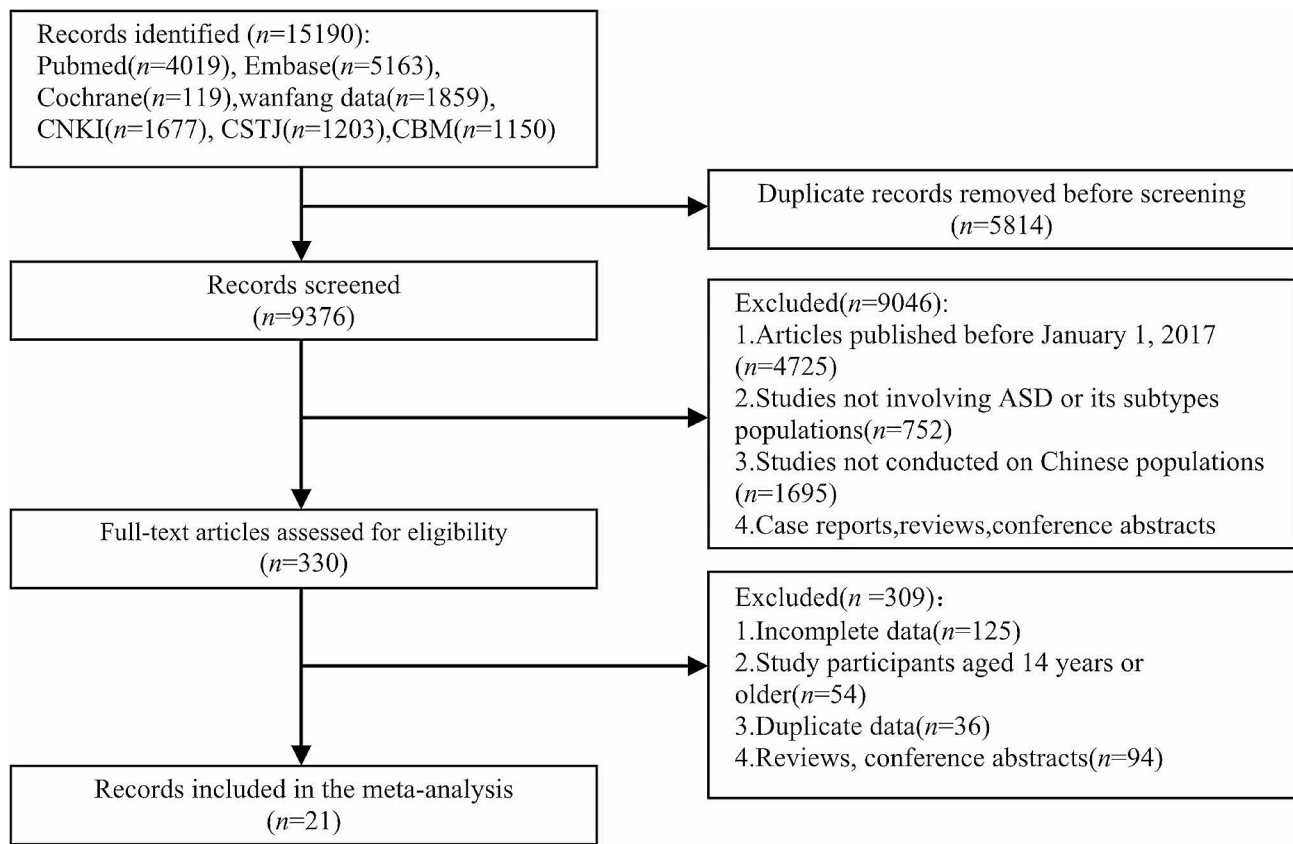 Records identified (n=15190):
Pubmed(n=4019), Embase(n=5163),
Cochrane(n=119),wanfang data(n=1859),
CNKI(n=1677), CSTJ(n=1203),CBM(n=1150)
Duplicate records removed before screening
(n=5814)
Records screened
(n=9376)
Excluded(n=9046):
1.Articles published before January 1, 2017
(n=4725)
2.Studies not involving ASD or its subtypes
populations(n=752)
3.Studies not conducted on Chinese populations
(n=1695)
4.Case reports,reviews,conference abstracts
Full-text articles assessed for eligibility
(n=330)
Excluded(n =309)：
1.Incomplete data(n=125)
2.Study participants aged 14 years or
older(n=54)
3.Duplicate data(n=36)
4.Reviews, conference abstracts(n=94)
Records included in the meta-analysis
(n=21)